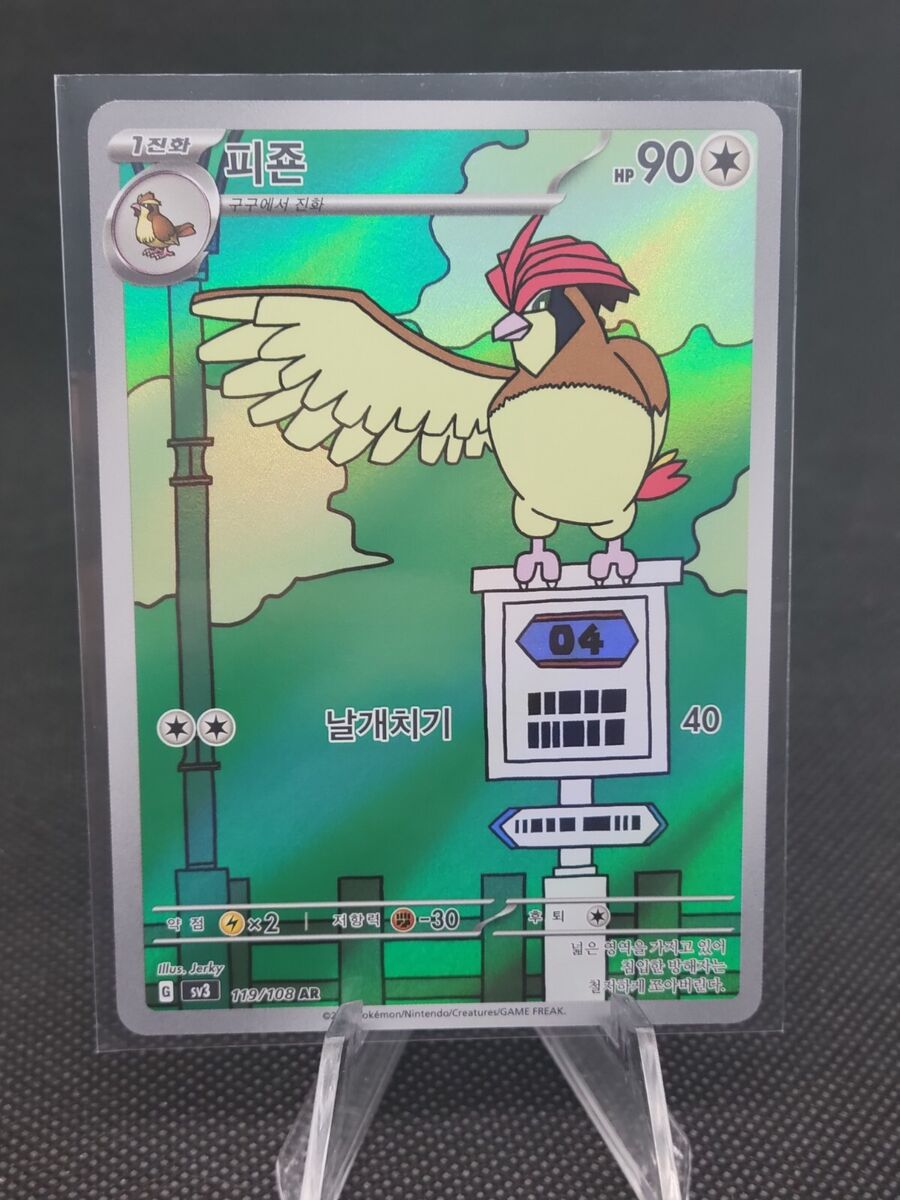 1진화
피죤
HP 90
구구에서 진화
04
날개치기 40
약점 ×2 저항력 -30 후퇴
Illus. Jerky
넓은 영역을 가지고 있어
침입한 방해자는
철저하게 쪼아버린다.
G SV3 119/108 AR
Pokémon/Nintendo/Creatures/GAME FREAK.